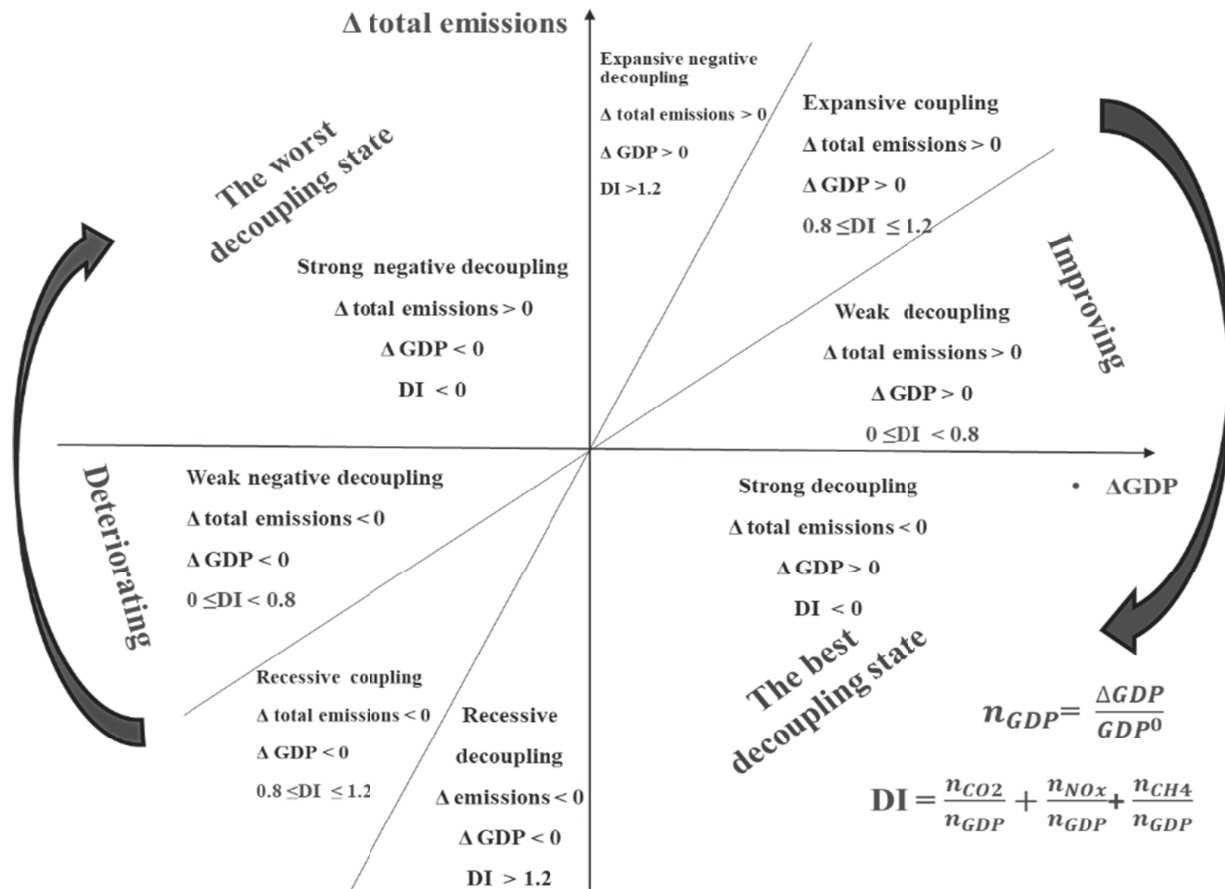 Δ total emissions
Expansive negative
decoupling
Δ total emissions > 0
Δ GDP > 0
DI >1.2
Expansive coupling
Δ total emissions > 0
Δ GDP > 0
0.8 ≤DI ≤ 1.2
The worst
decoupling state
Improving
Strong negative decoupling
Δ total emissions > 0
Δ GDP < 0
DI < 0
Weak decoupling
Δ total emissions > 0
Δ GDP > 0
0 ≤DI < 0.8
Deteriorating
Weak negative decoupling
Δ total emissions < 0
Δ GDP < 0
0 ≤DI < 0.8
• ΔGDP
Strong decoupling
Δ total emissions < 0
Δ GDP > 0
DI < 0
The best
decoupling state
Recessive coupling
Δ total emissions < 0
Δ GDP < 0
0.8 ≤DI ≤ 1.2
Recessive
decoupling
Δ emissions < 0
Δ GDP < 0
DI > 1.2
n_GDP = ΔGDP / GDP⁰
DI = n_CO2 / n_GDP + n_NOx / n_GDP + n_CH4 / n_GDP